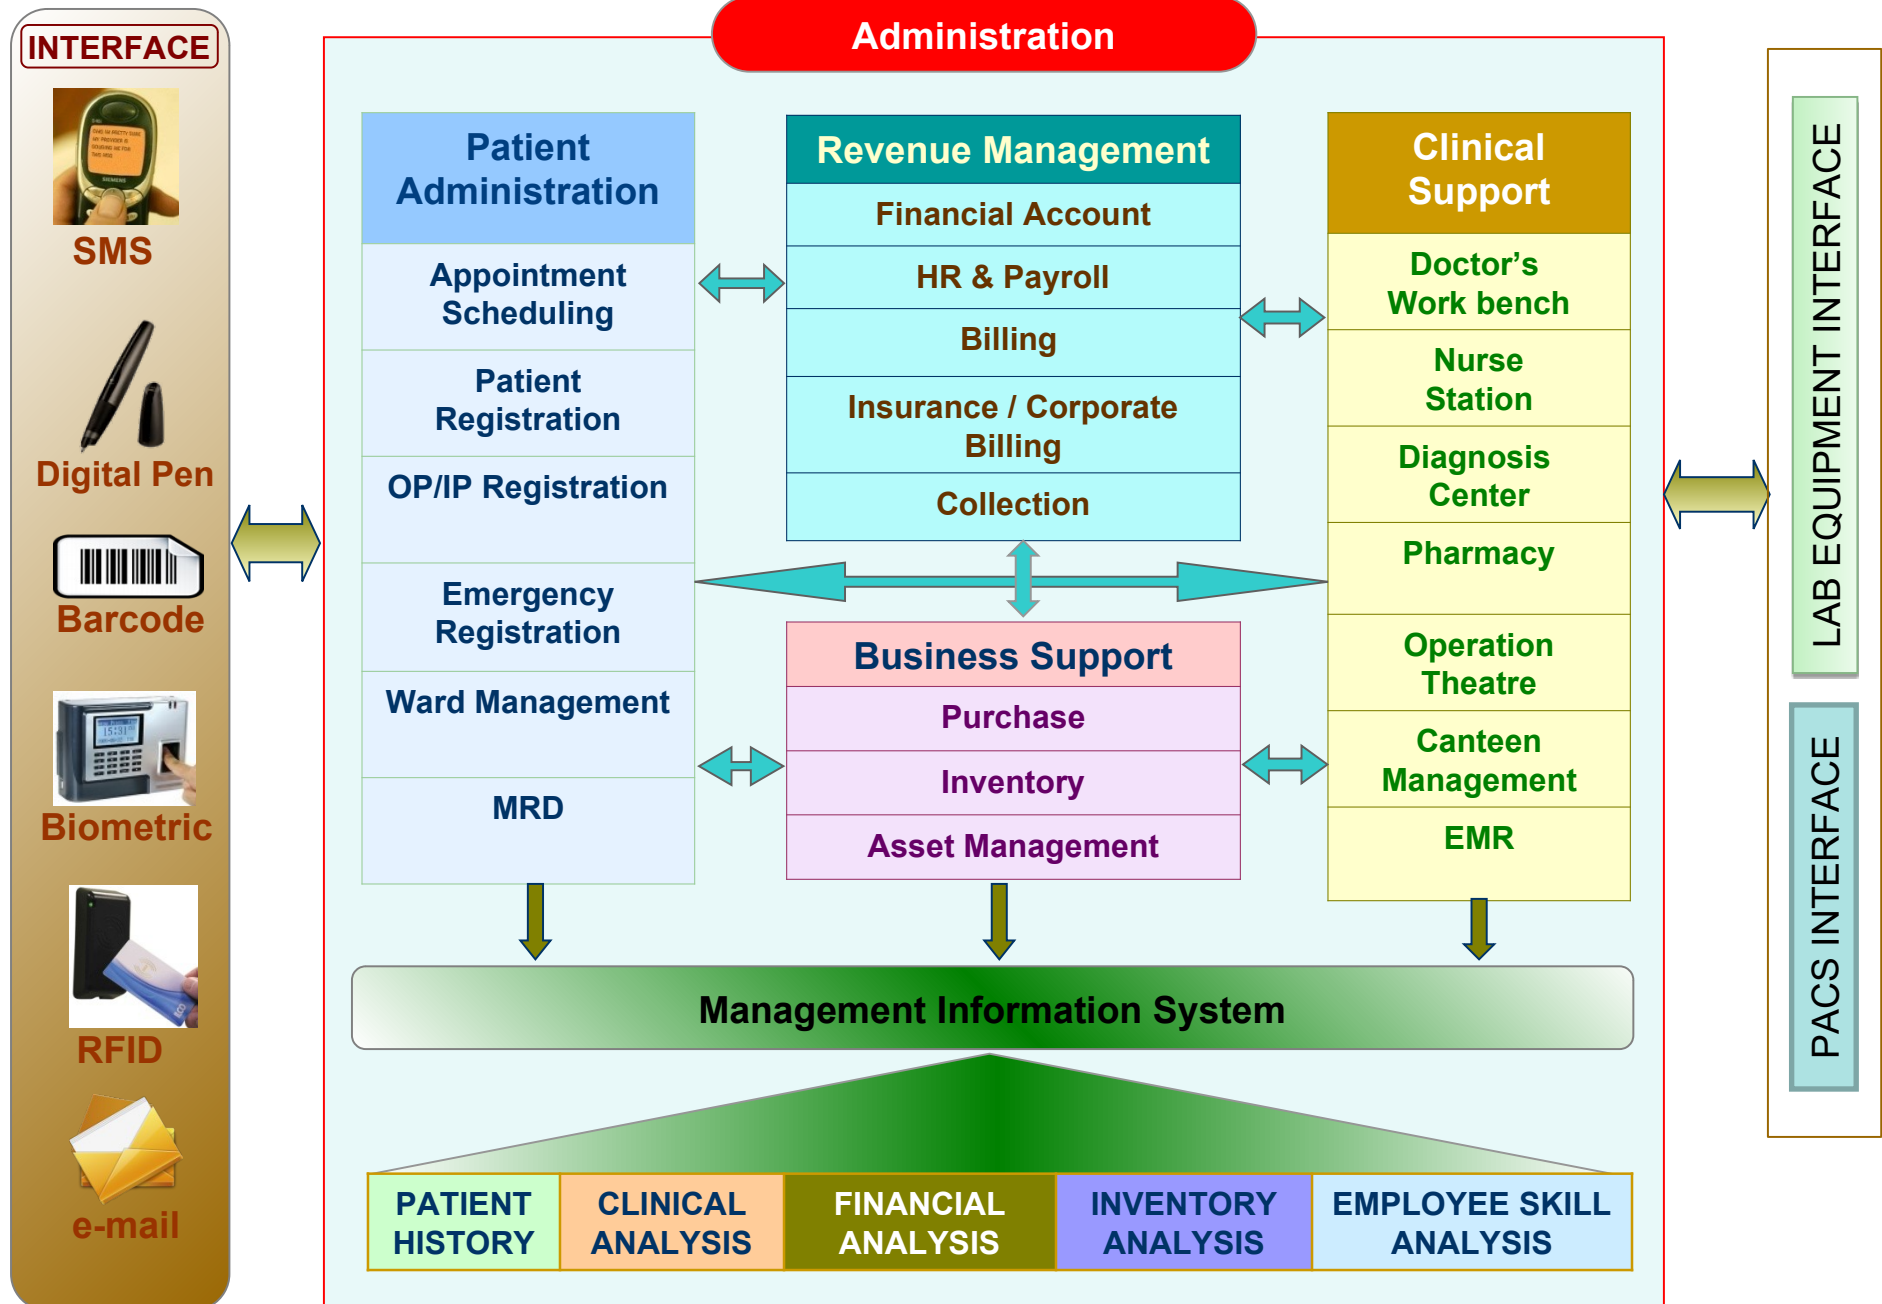 INTERFACE
SMS
Digital Pen
Barcode
Biometric
RFID
e-mail
Administration
Patient
Administration
Appointment
Scheduling
Patient
Registration
OP/IP Registration
Emergency
Registration
Ward Management
MRD
Revenue Management
Financial Account
HR & Payroll
Billing
Insurance / Corporate
Billing
Collection
Business Support
Purchase
Inventory
Asset Management
Clinical
Support
Doctor’s
Work bench
Nurse
Station
Diagnosis
Center
Pharmacy
Operation
Theatre
Canteen
Management
EMR
Management Information System
PATIENT
HISTORY
CLINICAL
ANALYSIS
FINANCIAL
ANALYSIS
INVENTORY
ANALYSIS
EMPLOYEE SKILL
ANALYSIS
LAB EQUIPMENT INTERFACE
PACS INTERFACE
SIEMENS
15:31